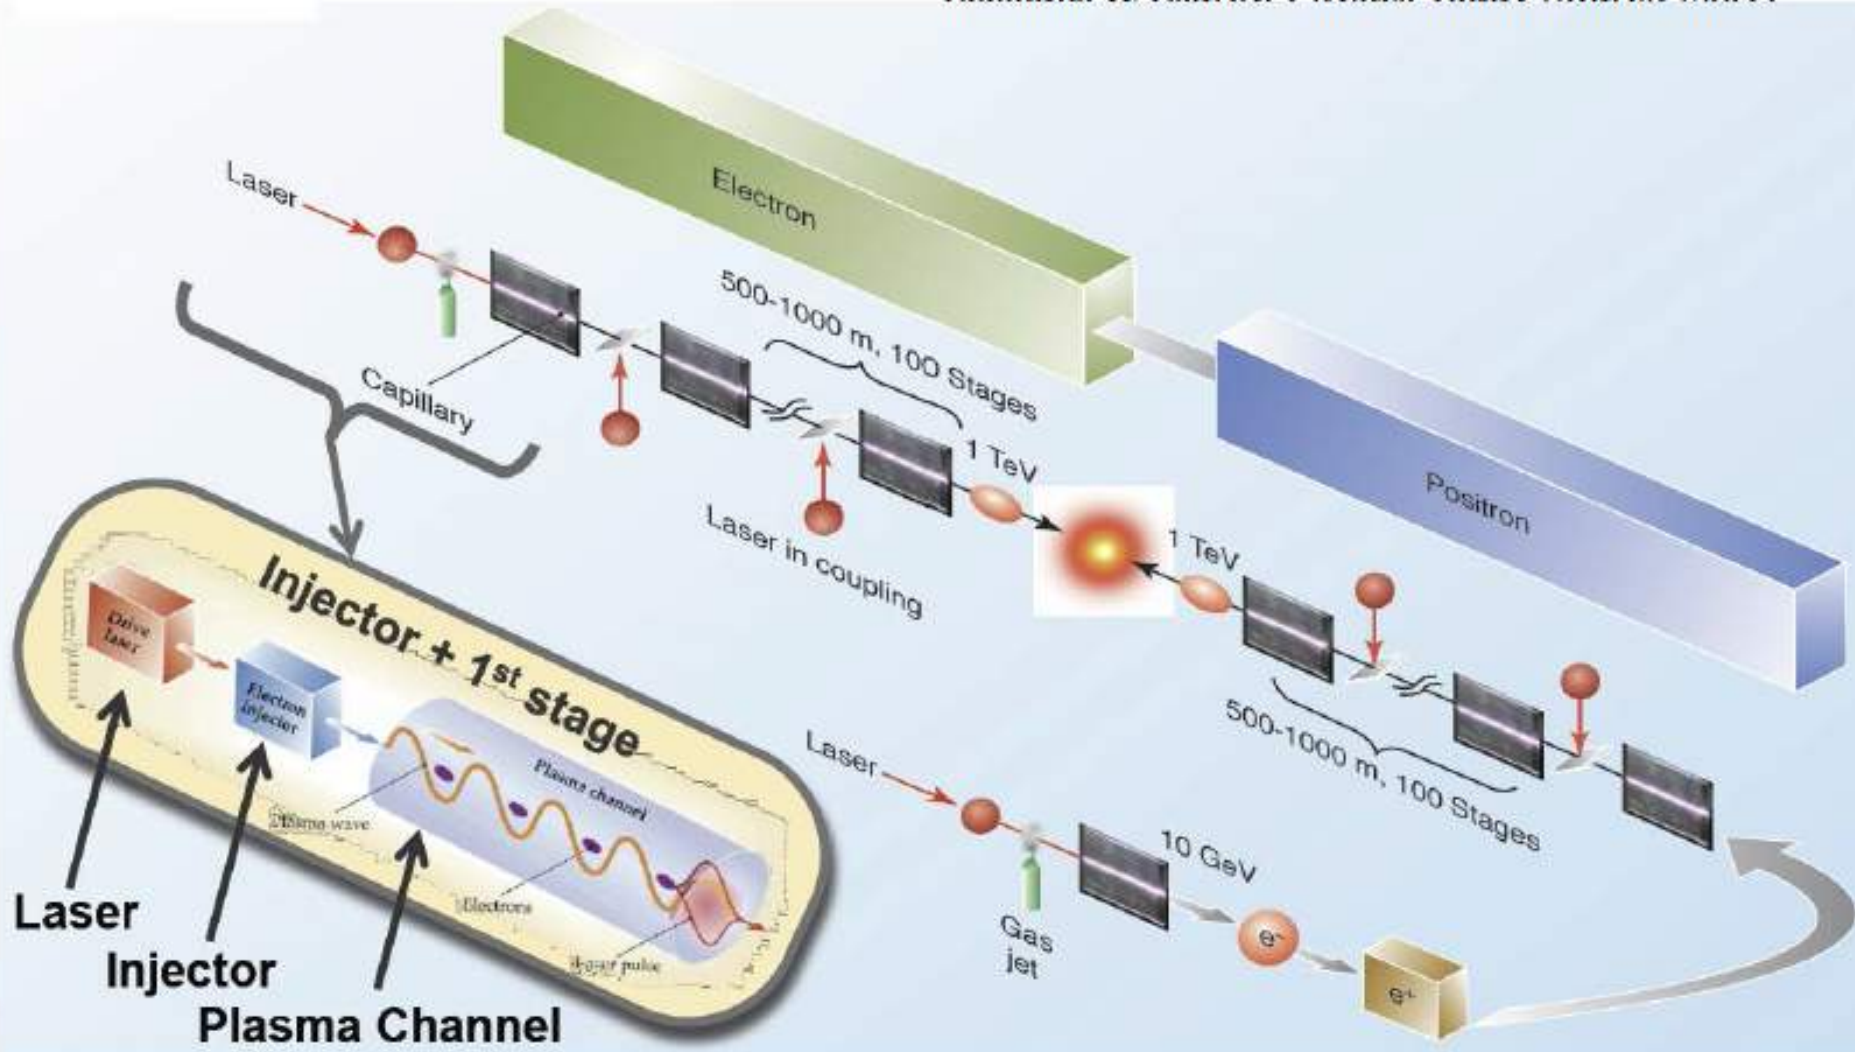 Electron
Laser
500-1000 m, 100 Stages
Capillary
1 TeV
Positron
Laser in coupling
1 TeV
Injector + 1st stage
Drive
laser
Electron
injector
Plasma channel
Plasma wave
Electrons
Laser pulse
500-1000 m, 100 Stages
Laser
10 GeV
Gas
jet
e-
e+
Laser
Injector
Plasma Channel